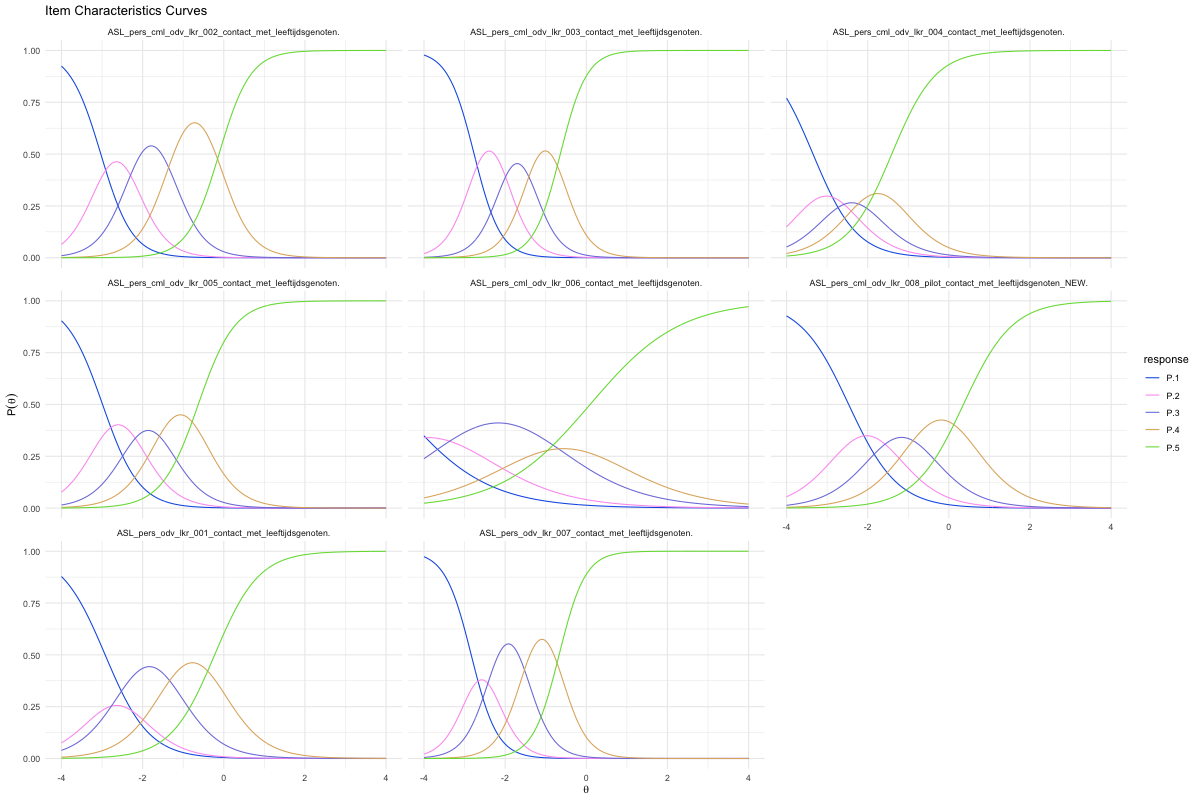 Item Characteristics Curves
ASL_pers_cml_odv_lkr_002_contact_met_leeftijdsgenoten.
ASL_pers_cml_odv_lkr_003_contact_met_leeftijdsgenoten.
ASL_pers_cml_odv_lkr_004_contact_met_leeftijdsgenoten.
1.00
0.75
0.50
0.25
0.00
ASL_pers_cml_odv_lkr_005_contact_met_leeftijdsgenoten.
ASL_pers_cml_odv_lkr_006_contact_met_leeftijdsgenoten.
ASL_pers_cml_odv_lkr_008_pilot_contact_met_leeftijdsgenoten_NEW.
1.00
0.75
0.50
0.25
0.00
P(θ)
-4
-2
0
2
4
response
P.1
P.2
P.3
P.4
P.5
ASL_pers_odv_lkr_001_contact_met_leeftijdsgenoten.
ASL_pers_odv_lkr_007_contact_met_leeftijdsgenoten.
1.00
0.75
0.50
0.25
0.00
-4
-2
0
2
4
-4
-2
0
2
4
θ